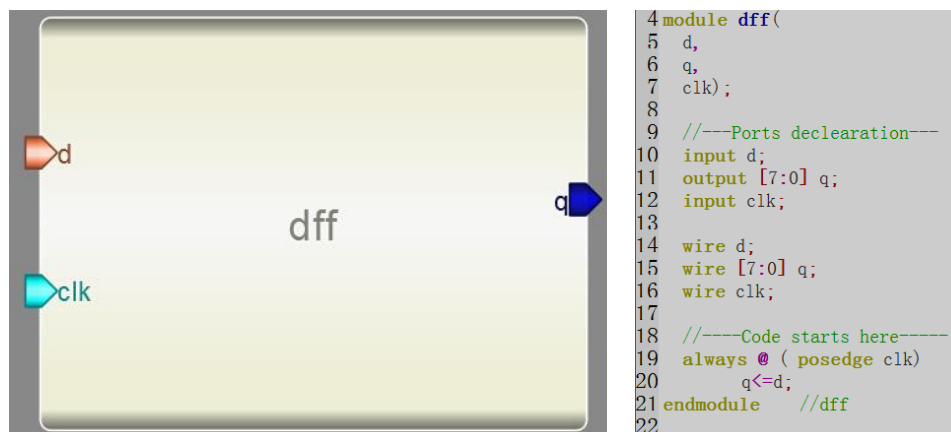 d
clk
dff
q
4 module dff(
5 d,
6 q,
7 clk);
8
9 //---Ports declearation---
10 input d;
11 output [7:0] q;
12 input clk;
13
14 wire d;
15 wire [7:0] q;
16 wire clk;
17
18 //----Code starts here-----
19 always @ ( posedge clk)
20 q<=d;
21 endmodule //dff
22